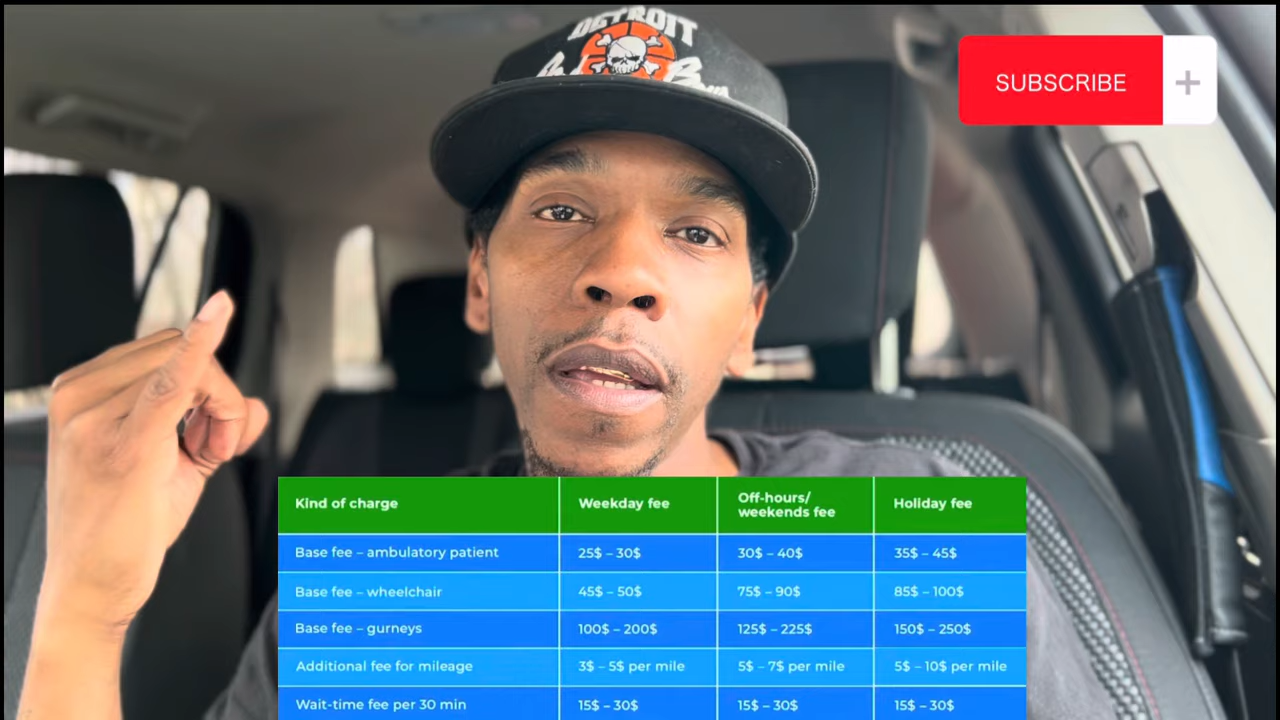 DETROIT
SUBSCRIBE +
Kind of charge Weekday fee Off-hours/ weekends fee Holiday fee
Base fee – ambulatory patient 25$ – 30$ 30$ – 40$ 35$ – 45$
Base fee – wheelchair 45$ – 50$ 75$ – 90$ 85$ – 100$
Base fee – gurneys 100$ – 200$ 125$ – 225$ 150$ – 250$
Additional fee for mileage 3$ – 5$ per mile 5$ – 7$ per mile 5$ – 10$ per mile
Wait-time fee per 30 min 15$ – 30$ 15$ – 30$ 15$ – 30$